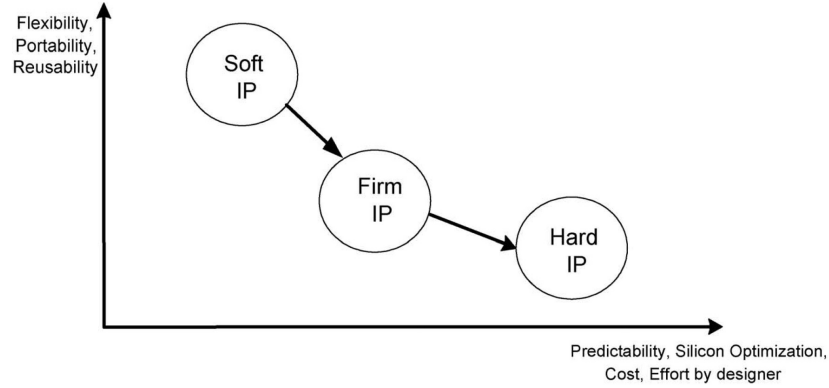 Flexibility,
Portability,
Reusability
Soft
IP
Firm
IP
Hard
IP
Predictability, Silicon Optimization,
Cost, Effort by designer